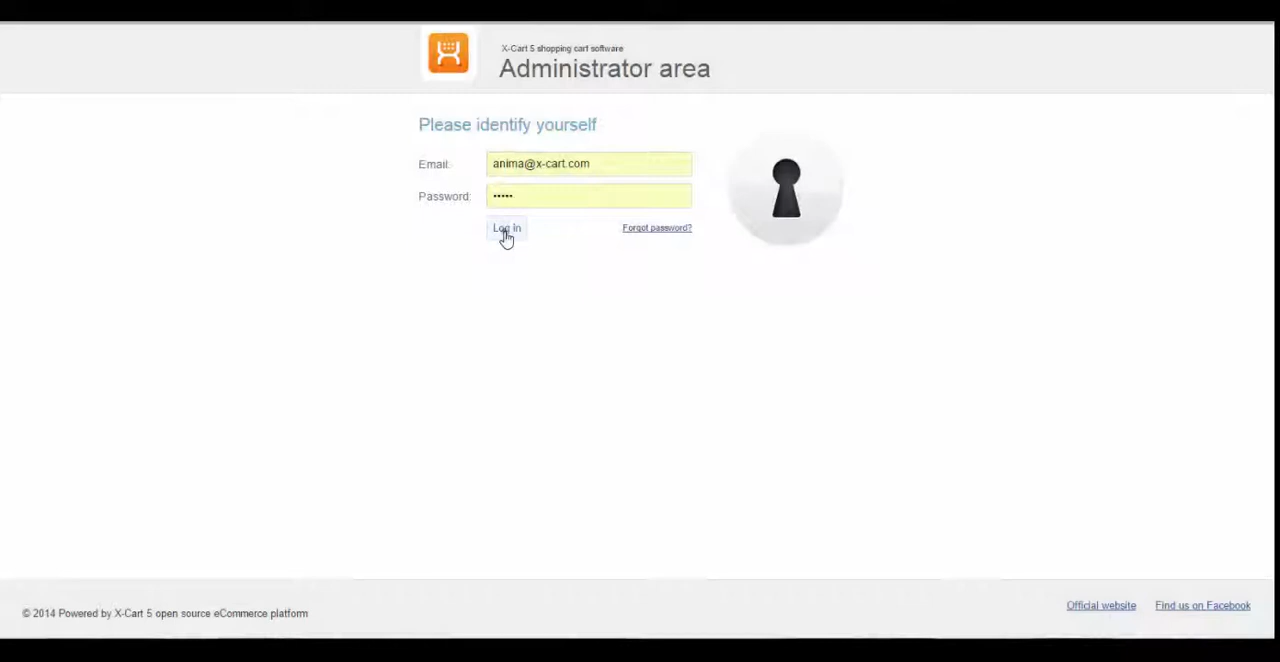 X-Cart 5 shopping cart software
Administrator area
Please identify yourself
Email: anima@x-cart.com
Password: •••••
Log in Forgot password?
© 2014 Powered by X-Cart 5 open source eCommerce platform Official website Find us on Facebook